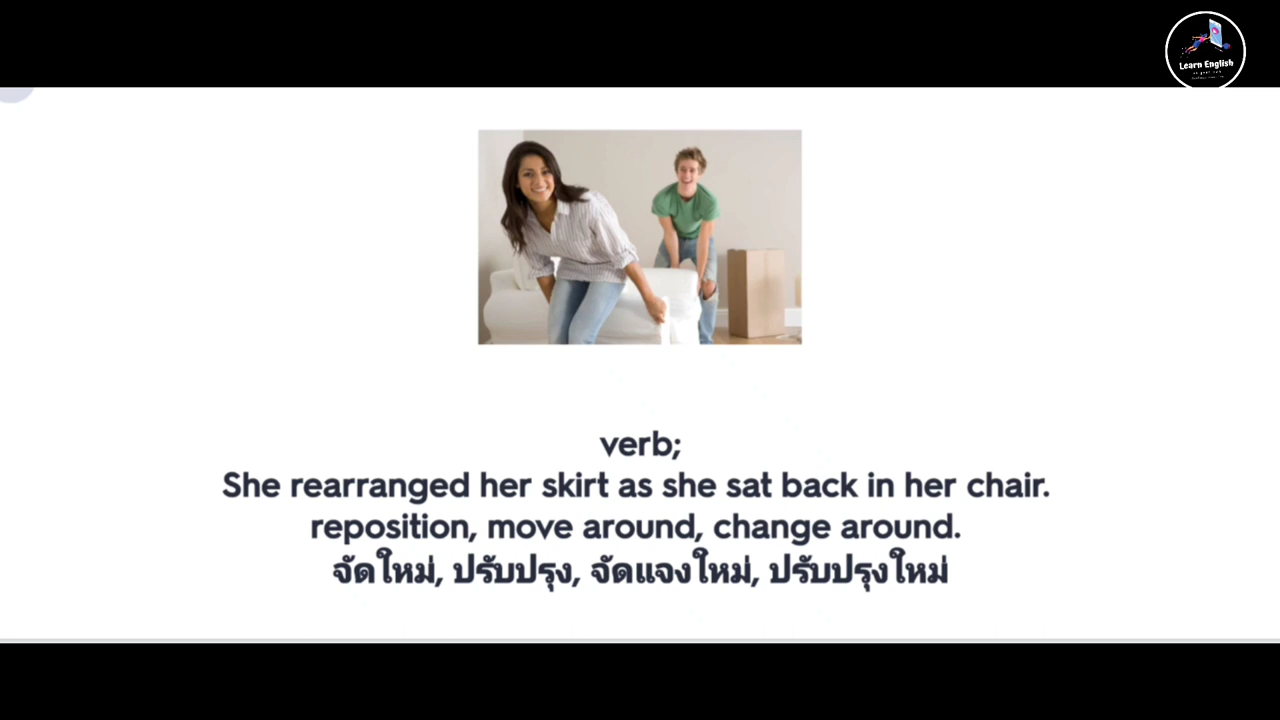 Learn English
verb;
She rearranged her skirt as she sat back in her chair.
reposition, move around, change around.
จัดใหม่, ปรับปรุง, จัดแจงใหม่, ปรับปรุงใหม่